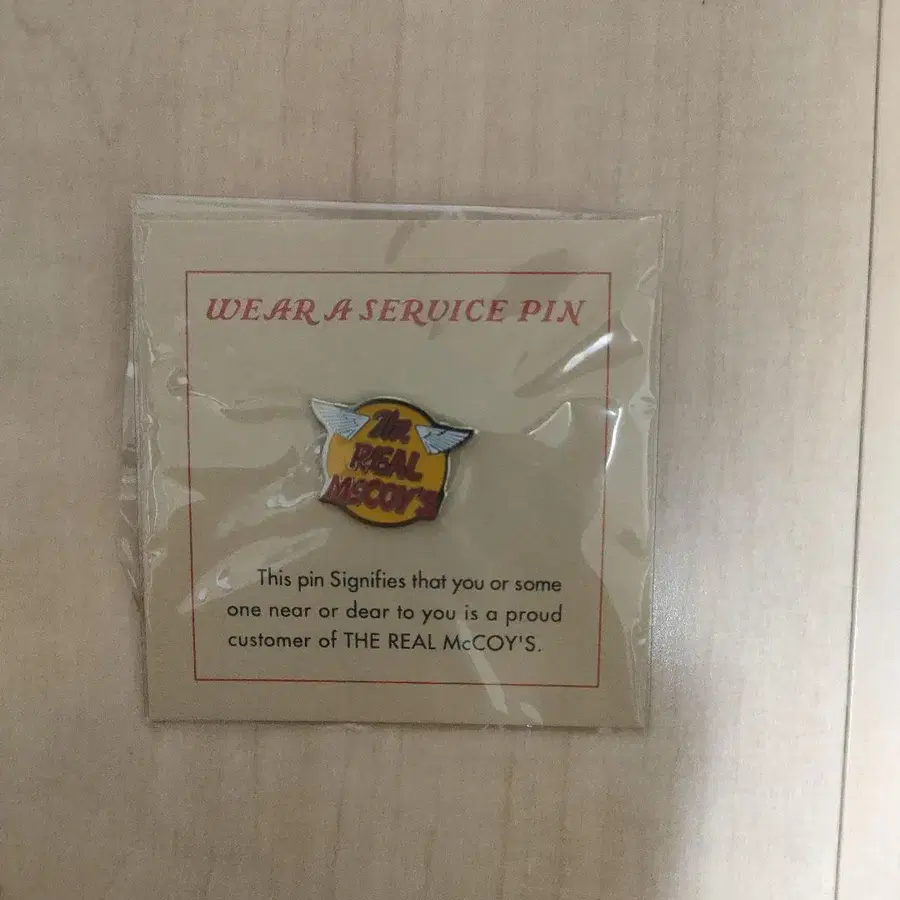 WEAR A SERVICE PIN
The
REAL
McCOY'S
This pin Signifies that you or some
one near or dear to you is a proud
customer of THE REAL McCOY'S.